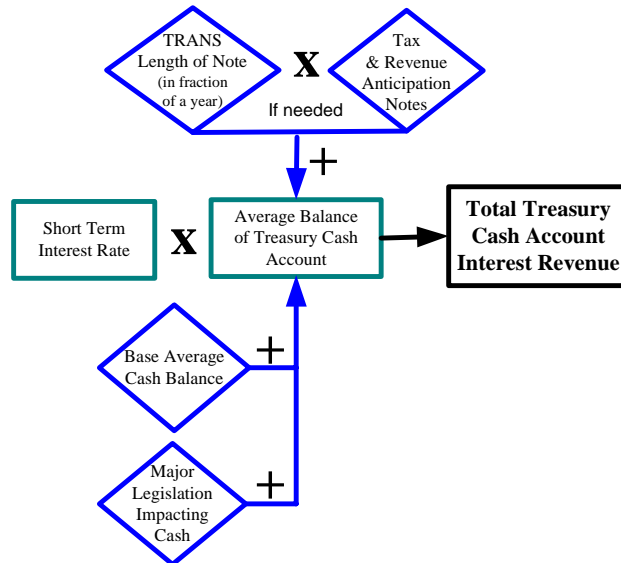 TRANS
Length of Note
(in fraction
of a year)
X
Tax
& Revenue
Anticipation
Notes
If needed
+
Short Term
Interest Rate
X
Average Balance
of Treasury Cash
Account
Total Treasury
Cash Account
Interest Revenue
+
Base Average
Cash Balance
+
Major
Legislation
Impacting
Cash